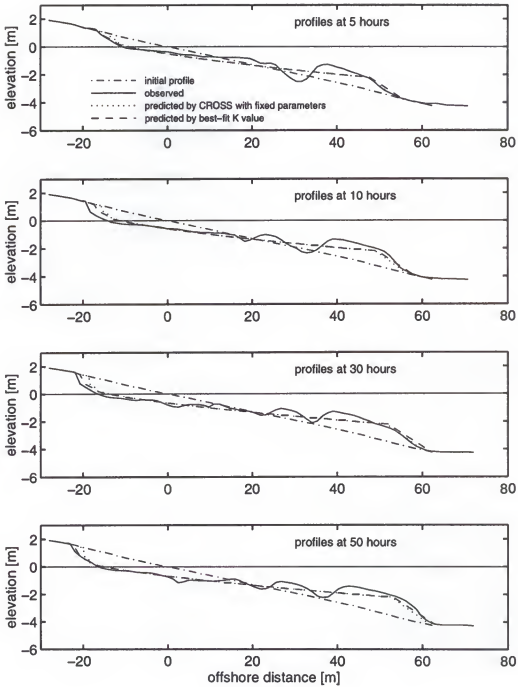 profiles at 5 hours
elevation [m]
2
0
−2
−4
−6
initial profile
observed
predicted by CROSS with fixed parameters
predicted by best−fit K value
−20 0 20 40 60 80
profiles at 10 hours
elevation [m]
2
0
−2
−4
−6
−20 0 20 40 60 80
profiles at 30 hours
elevation [m]
2
0
−2
−4
−6
−20 0 20 40 60 80
profiles at 50 hours
elevation [m]
2
0
−2
−4
−6
−20 0 20 40 60 80
offshore distance [m]